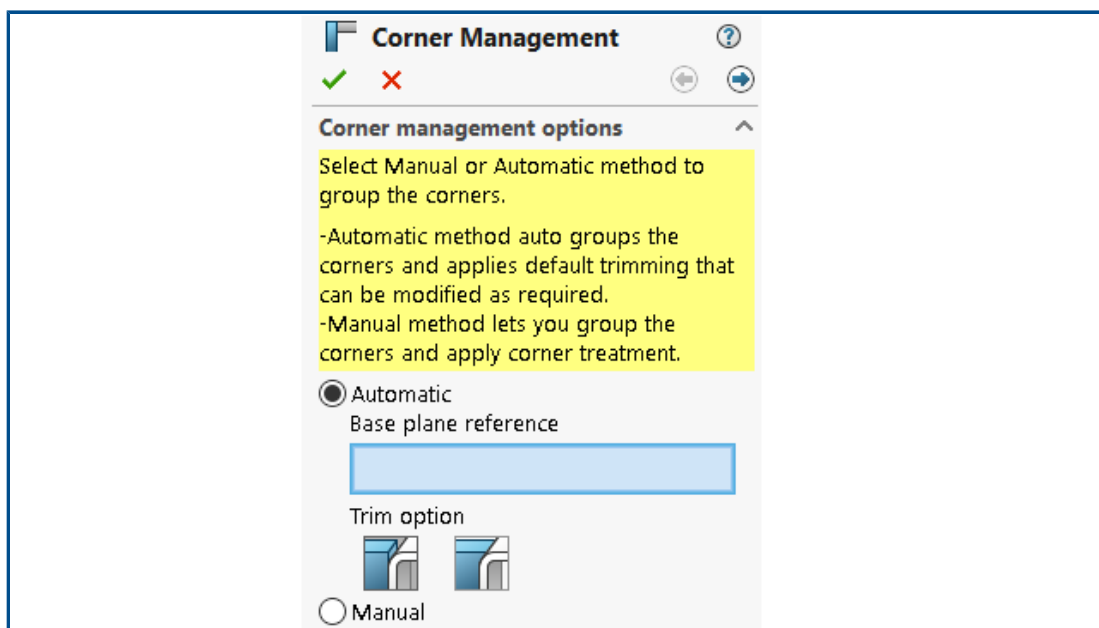 Corner Management
Corner management options
Select Manual or Automatic method to
group the corners.
-Automatic method auto groups the
corners and applies default trimming that
can be modified as required.
-Manual method lets you group the
corners and apply corner treatment.
Automatic
Base plane reference
Trim option
Manual